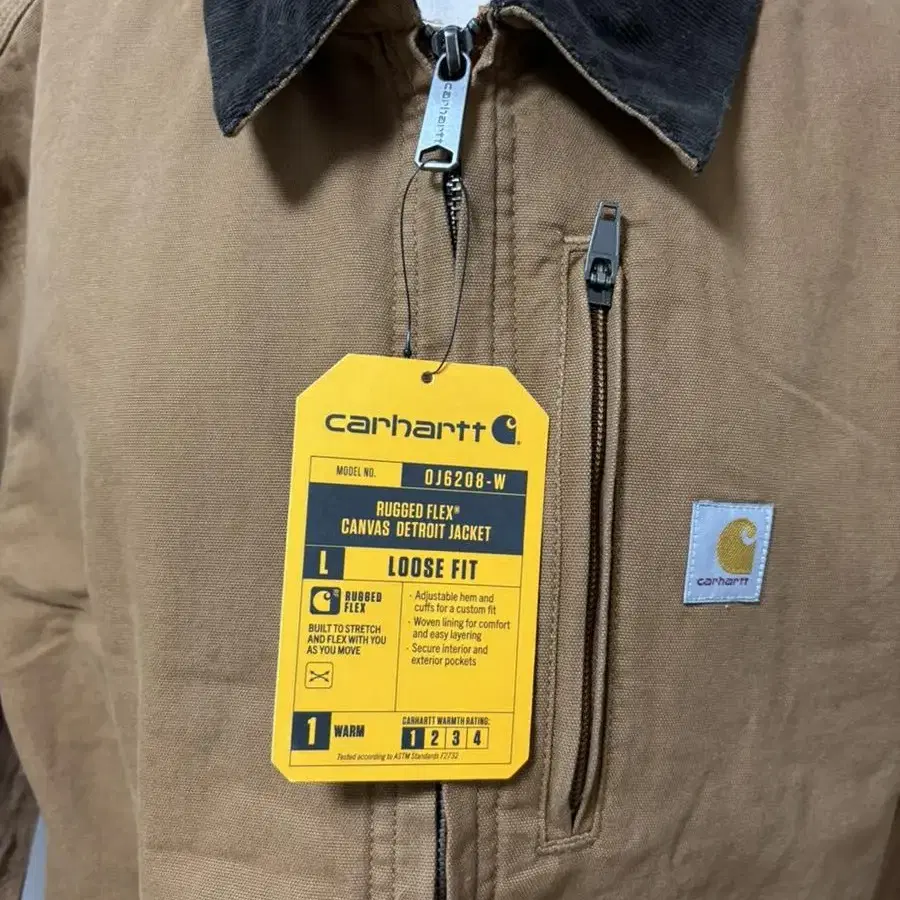 carhartt
carhartt
MODEL NO. OJ6208-W
RUGGED FLEX®
CANVAS DETROIT JACKET
L LOOSE FIT
RUGGED
FLEX
BUILT TO STRETCH
AND FLEX WITH YOU
AS YOU MOVE
· Adjustable hem and
cuffs for a custom fit
· Woven lining for comfort
and easy layering
· Secure interior and
exterior pockets
1 WARM
CARHARTT WARMTH RATING:
1 2 3 4
Tested according to ASTM Standards F2732
carhartt